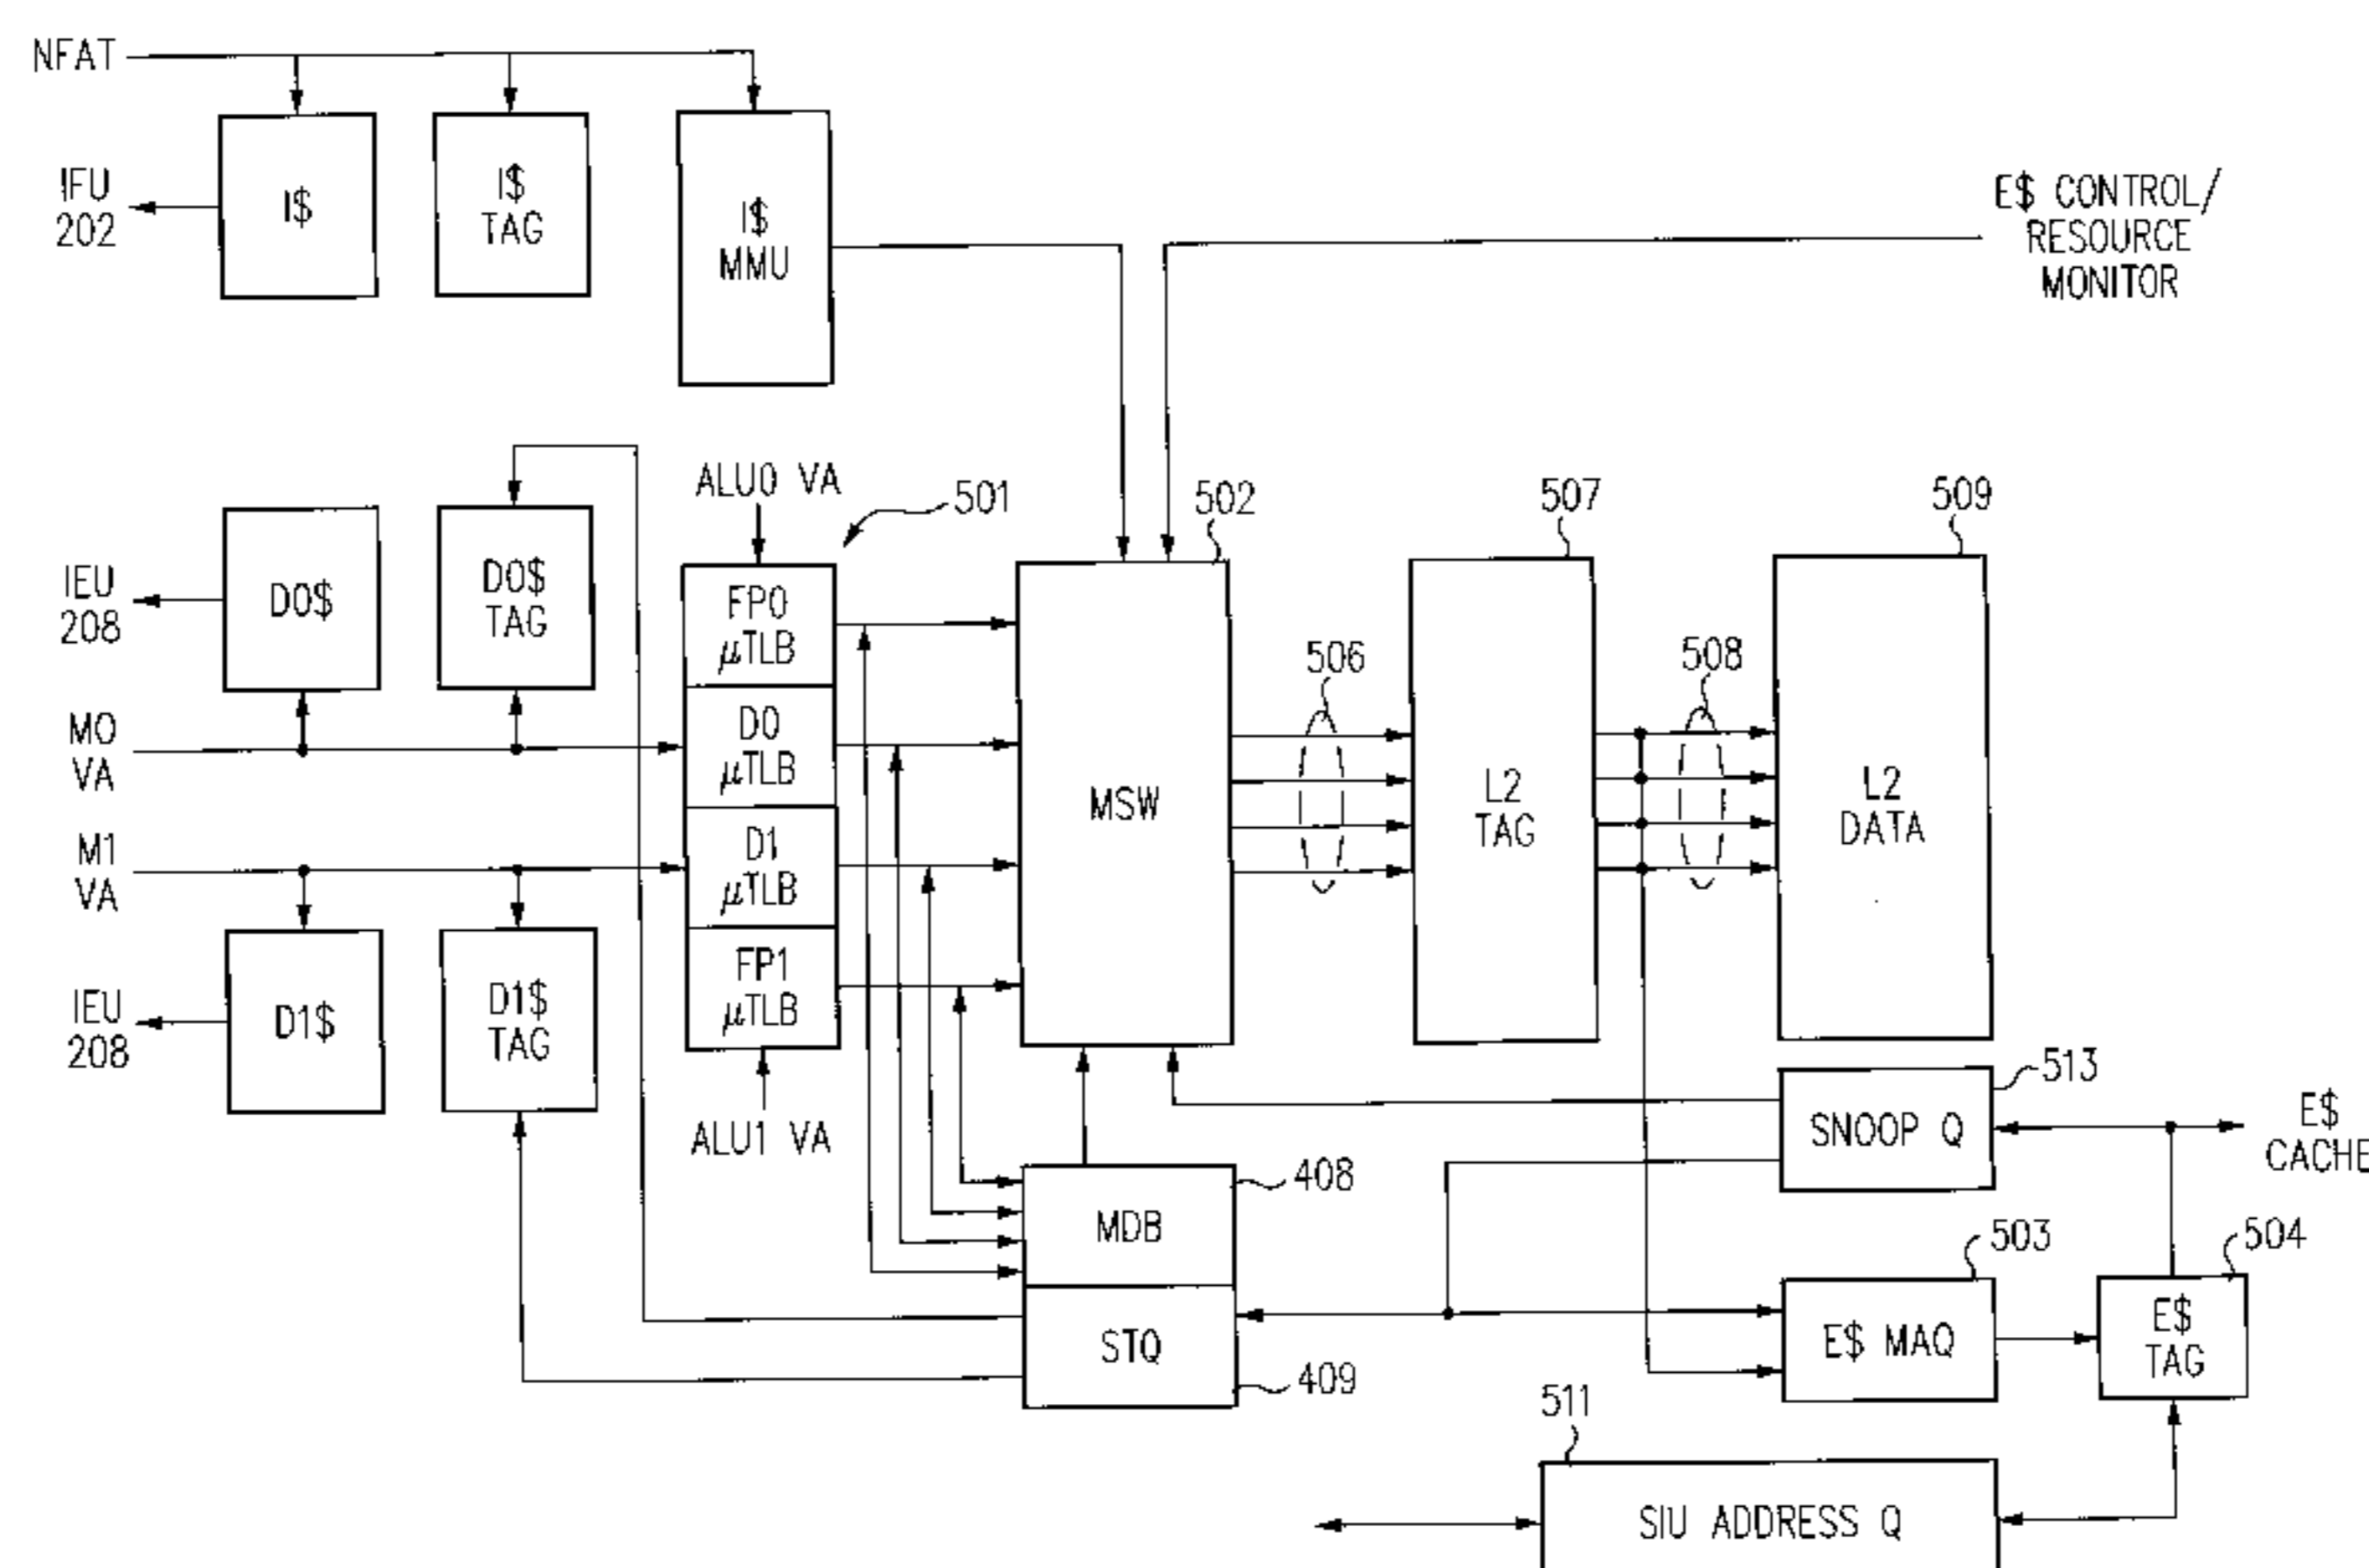 NFAT
IFU
202
I$
I$
TAG
I$
MMU
E$ CONTROL/
RESOURCE
MONITOR
ALU0 VA
501
502
507
509
IEU
208
D0$
D0$
TAG
FP0
μTLB
D0
μTLB
D1
μTLB
FP1
μTLB
M0
VA
M1
VA
MSW
506
L2
TAG
508
L2
DATA
IEU
208
D1$
D1$
TAG
ALU1 VA
513
SNOOP Q
E$
CACHE
408
MDB
STQ
409
503
E$ MAQ
504
E$
TAG
511
SIU ADDRESS Q